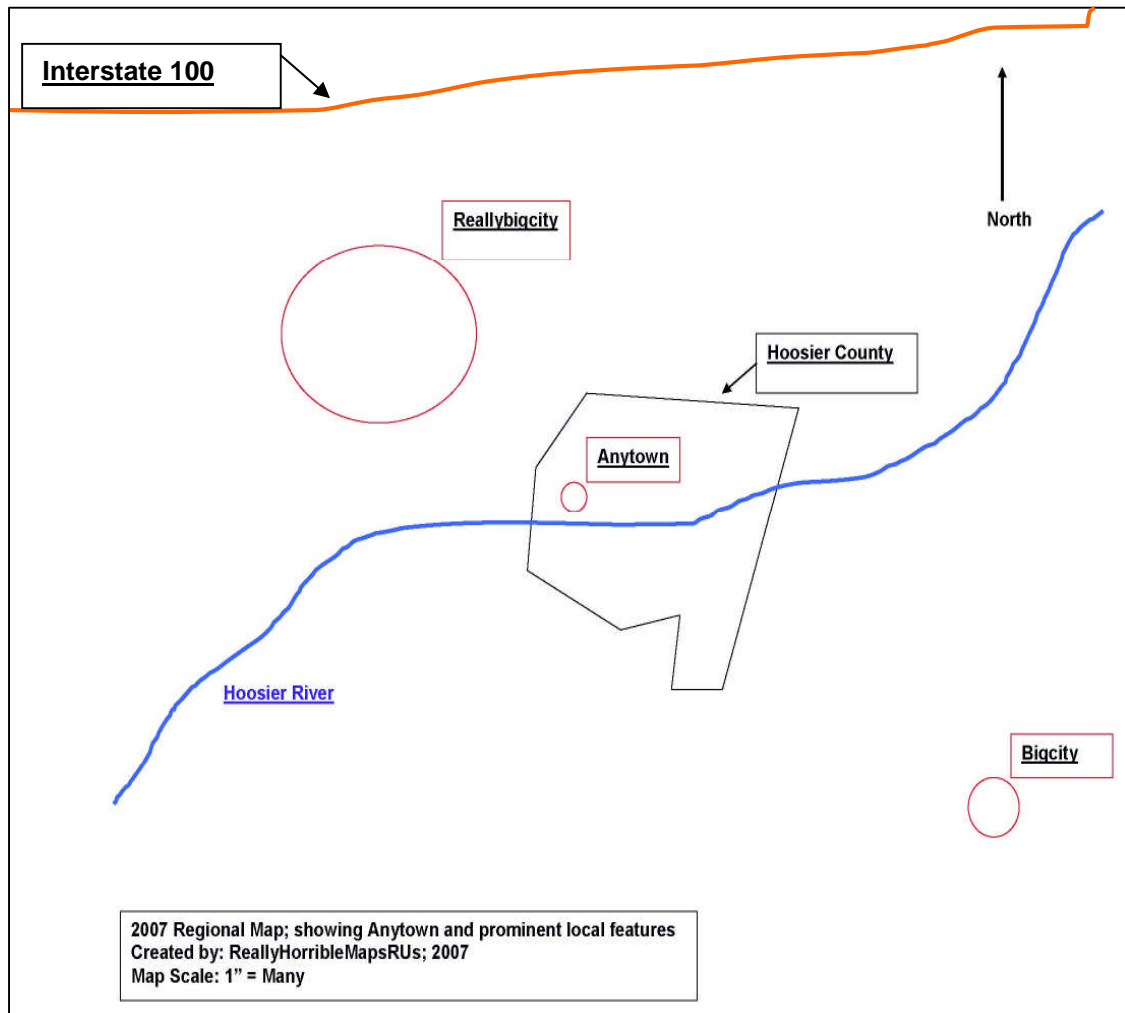 Interstate 100
Reallybigcity
North
Hoosier County
Anytown
Hoosier River
Bigcity
2007 Regional Map; showing Anytown and prominent local features
Created by: ReallyHorribleMapsRUs; 2007
Map Scale: 1” = Many